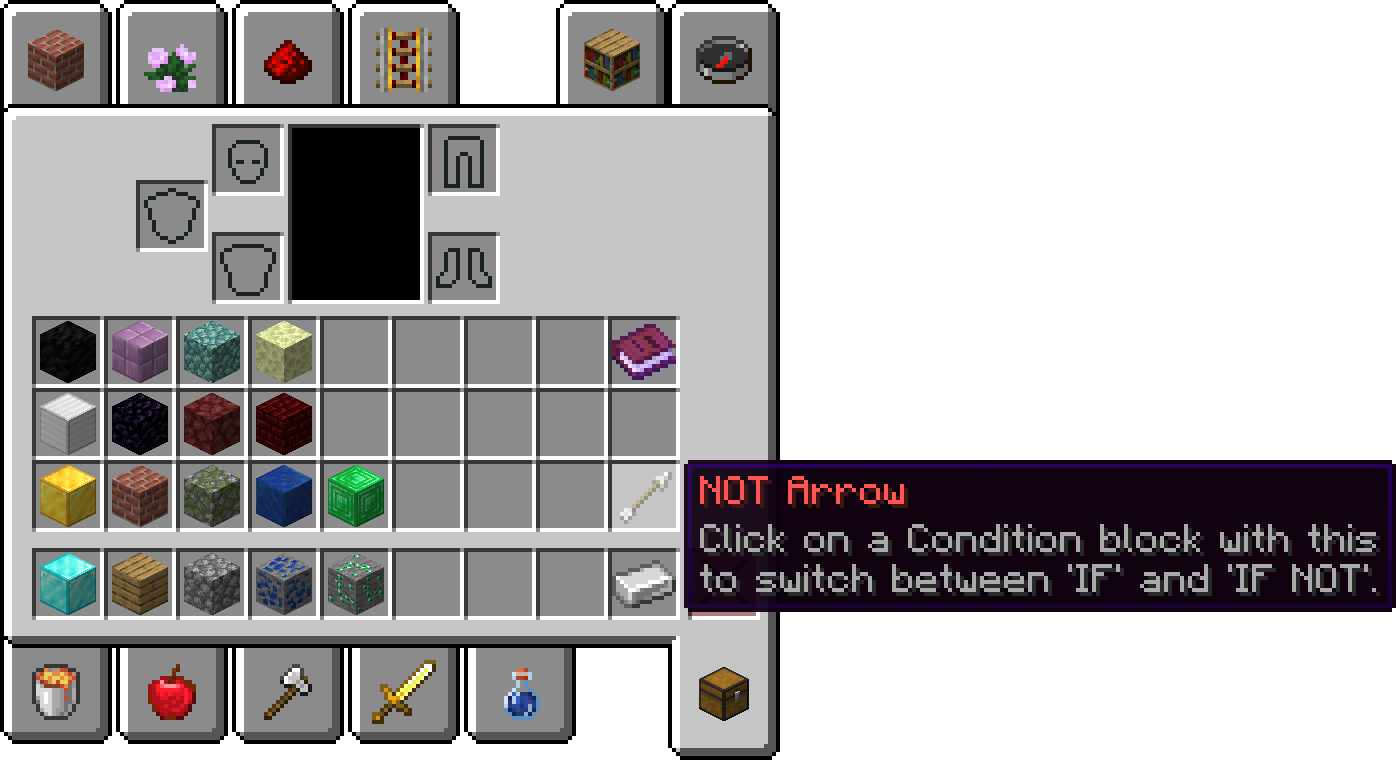 NOT Arrow
Click on a Condition block with this
to switch between 'IF' and 'IF NOT'.